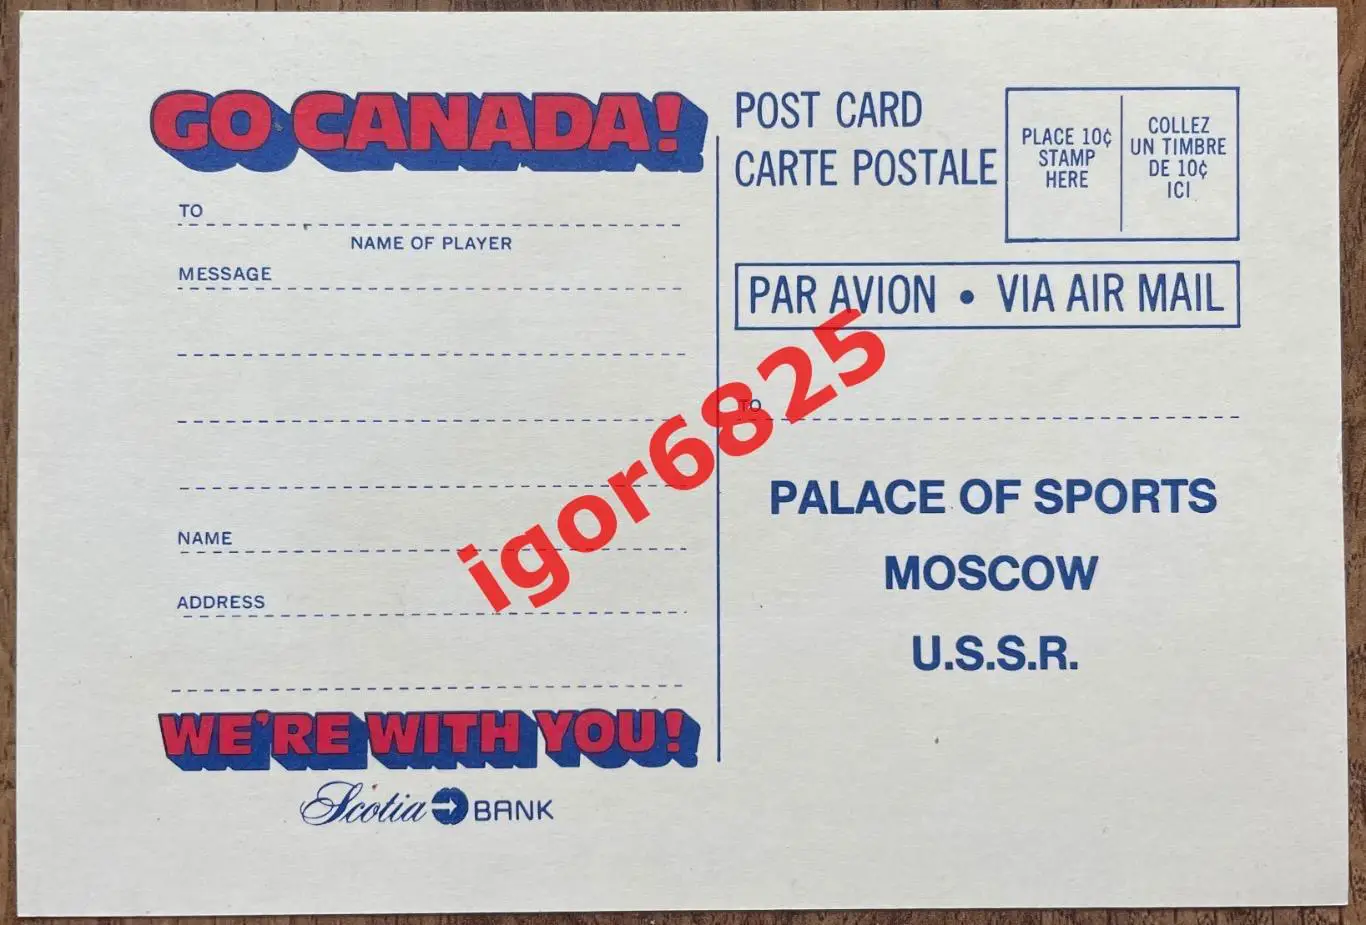 GO CANADA!
TO
NAME OF PLAYER
MESSAGE
NAME
ADDRESS
WE'RE WITH YOU!
Scotia BANK
POST CARD
CARTE POSTALE
PLACE 10¢
STAMP
HERE
COLLEZ
UN TIMBRE
DE 10¢
ICI
PAR AVION • VIA AIR MAIL
TO
PALACE OF SPORTS
MOSCOW
U.S.S.R.
igor6825